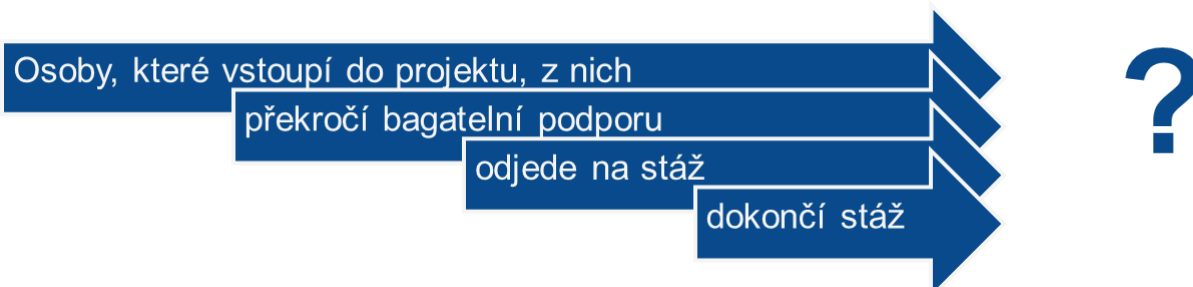 Osoby, které vstoupí do projektu, z nich
překročí bagatelní podporu
odjede na stáž
dokončí stáž
?